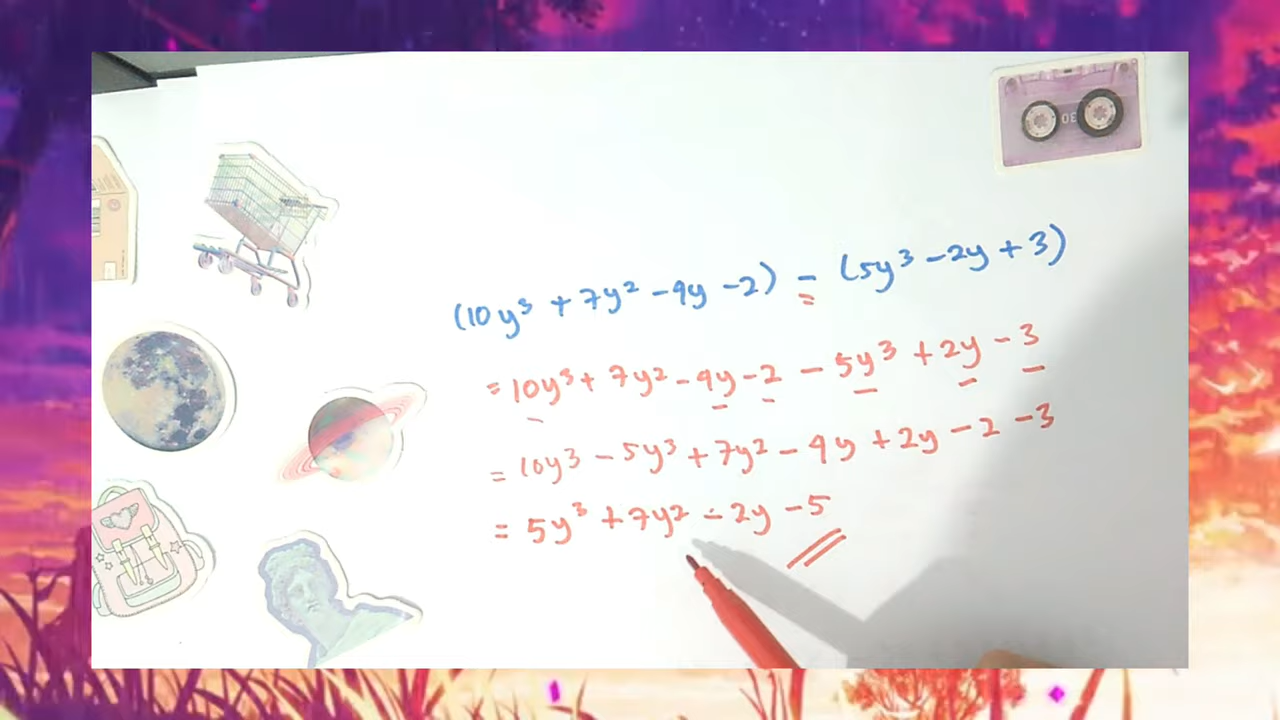 (10y³ + 7y² - 4y - 2) - (5y³ - 2y + 3)
= 10y³ + 7y² - 4y - 2 - 5y³ + 2y - 3
= 10y³ - 5y³ + 7y² - 4y + 2y - 2 - 3
= 5y³ + 7y² - 2y - 5